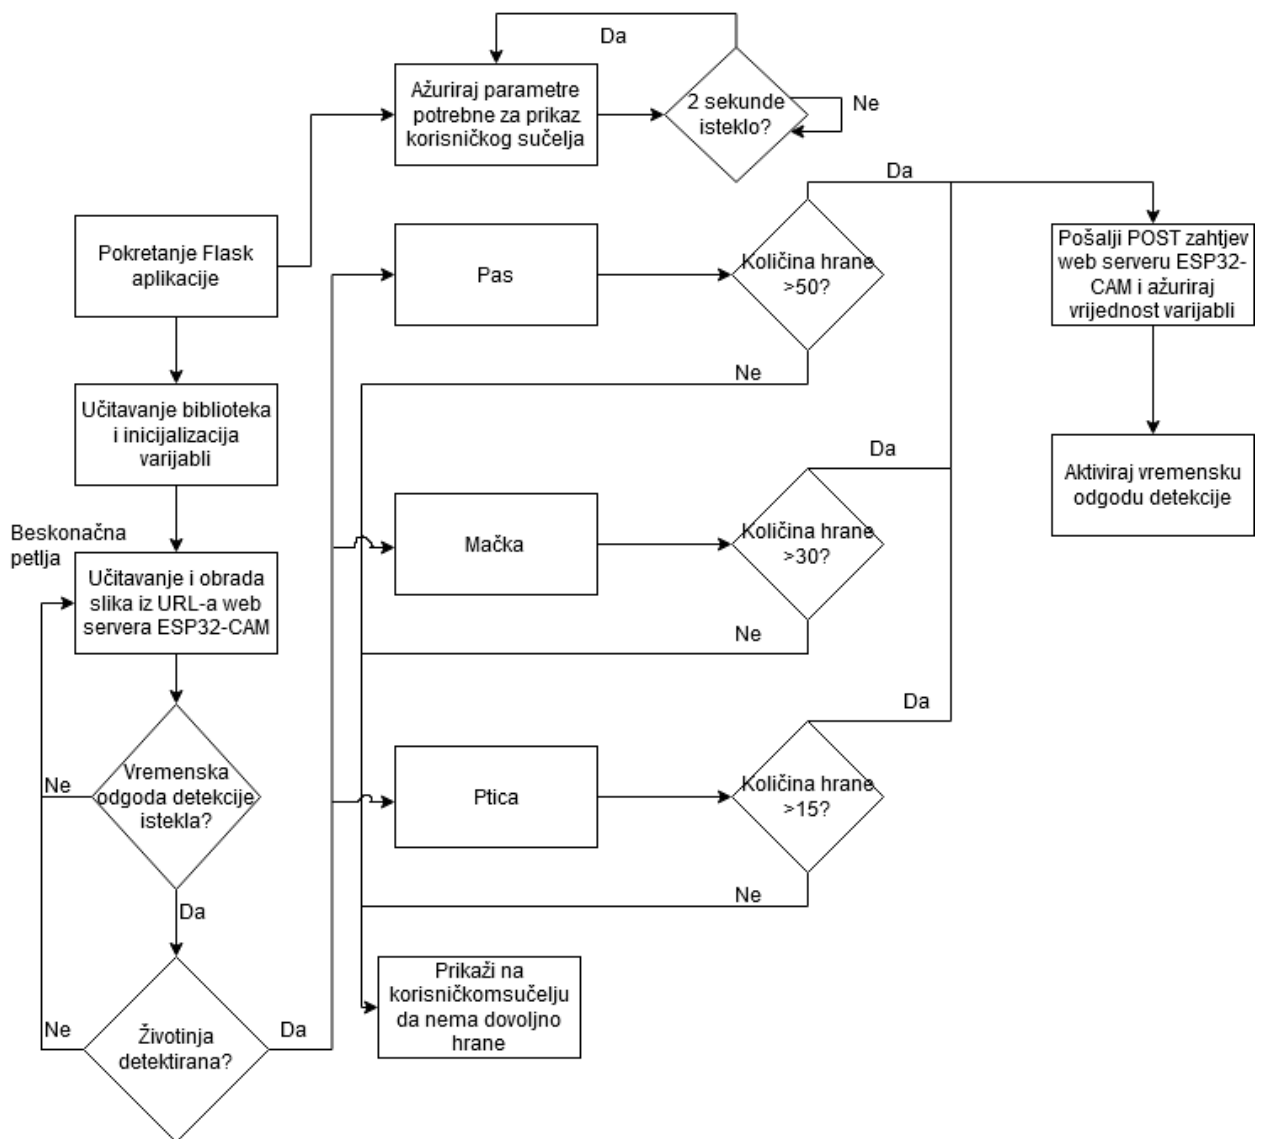 Da
Ažuriraj parametre
potrebne za prikaz
korisničkog sučelja
2 sekunde
isteklo?
Ne
Da
Pokretanje Flask
aplikacije
Pas
Količina hrane
>50?
Pošalji POST zahtjev
web serveru ESP32-
CAM i ažuriraj
vrijednost varijabli
Ne
Učitavanje biblioteka
i inicijalizacija
varijabli
Da
Aktiviraj vremensku
odgodu detekcije
Beskonačna
petlja
Mačka
Količina hrane
>30?
Učitavanje i obrada
slika iz URL-a web
servera ESP32-CAM
Ne
Da
Vremenska
odgoda detekcije
istekla?
Ne
Ptica
Količina hrane
>15?
Ne
Da
Prikaži na
korisničkomsučelju
da nema dovoljno
hrane
Ne
Životinja
detektirana?
Da